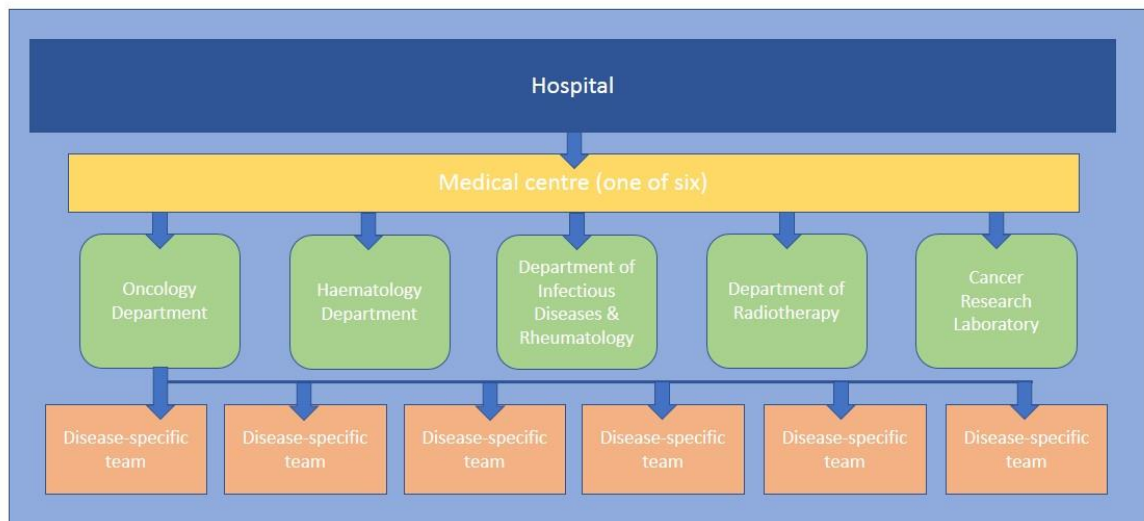 Hospital
Medical centre (one of six)
Oncology
Department
Haematology
Department
Department of
Infectious
Diseases &
Rheumatology
Department of
Radiotherapy
Cancer
Research
Laboratory
Disease-specific
team
Disease-specific
team
Disease-specific
team
Disease-specific
team
Disease-specific
team
Disease-specific
team